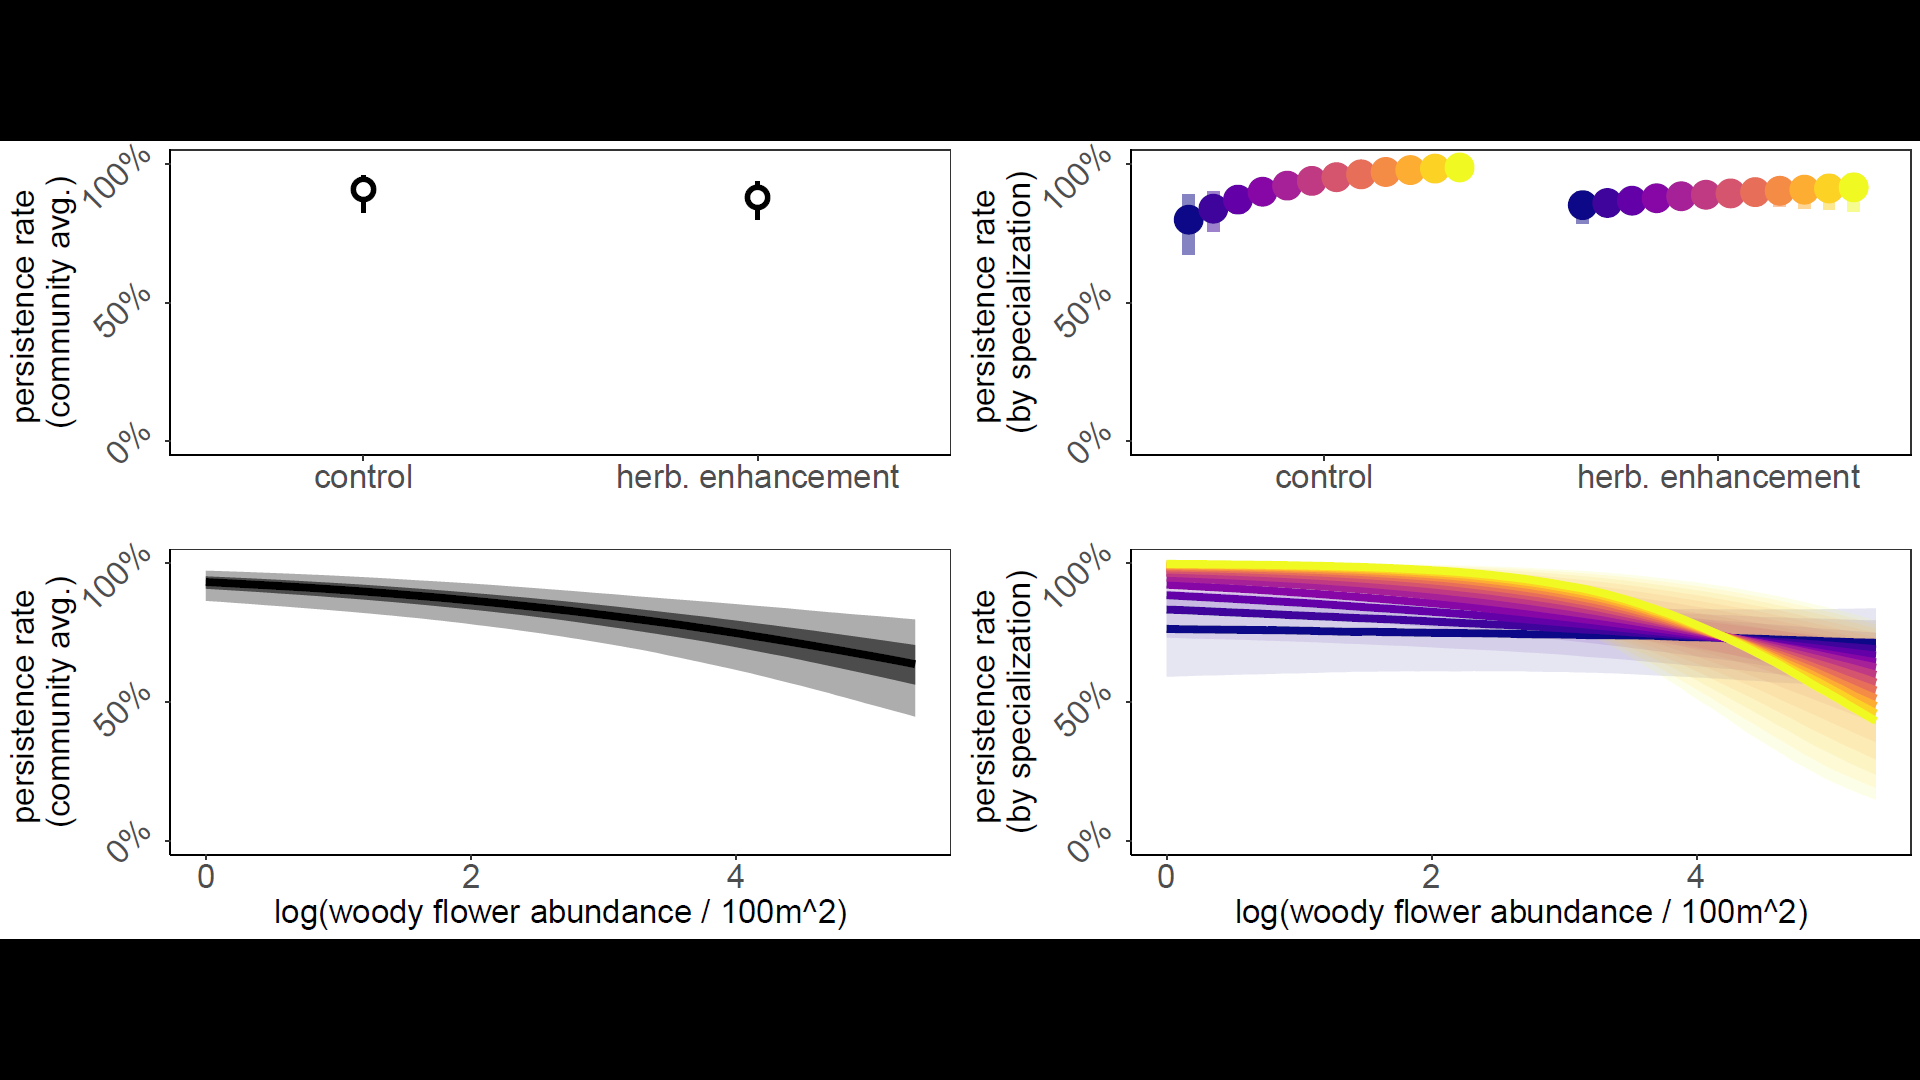 persistence rate
(community avg.)
100%
50%
0%
control
herb. enhancement
persistence rate
(by specialization)
100%
50%
0%
control
herb. enhancement
persistence rate
(community avg.)
100%
50%
0%
0
2
4
log(woody flower abundance / 100m^2)
persistence rate
(by specialization)
100%
50%
0%
0
2
4
log(woody flower abundance / 100m^2)